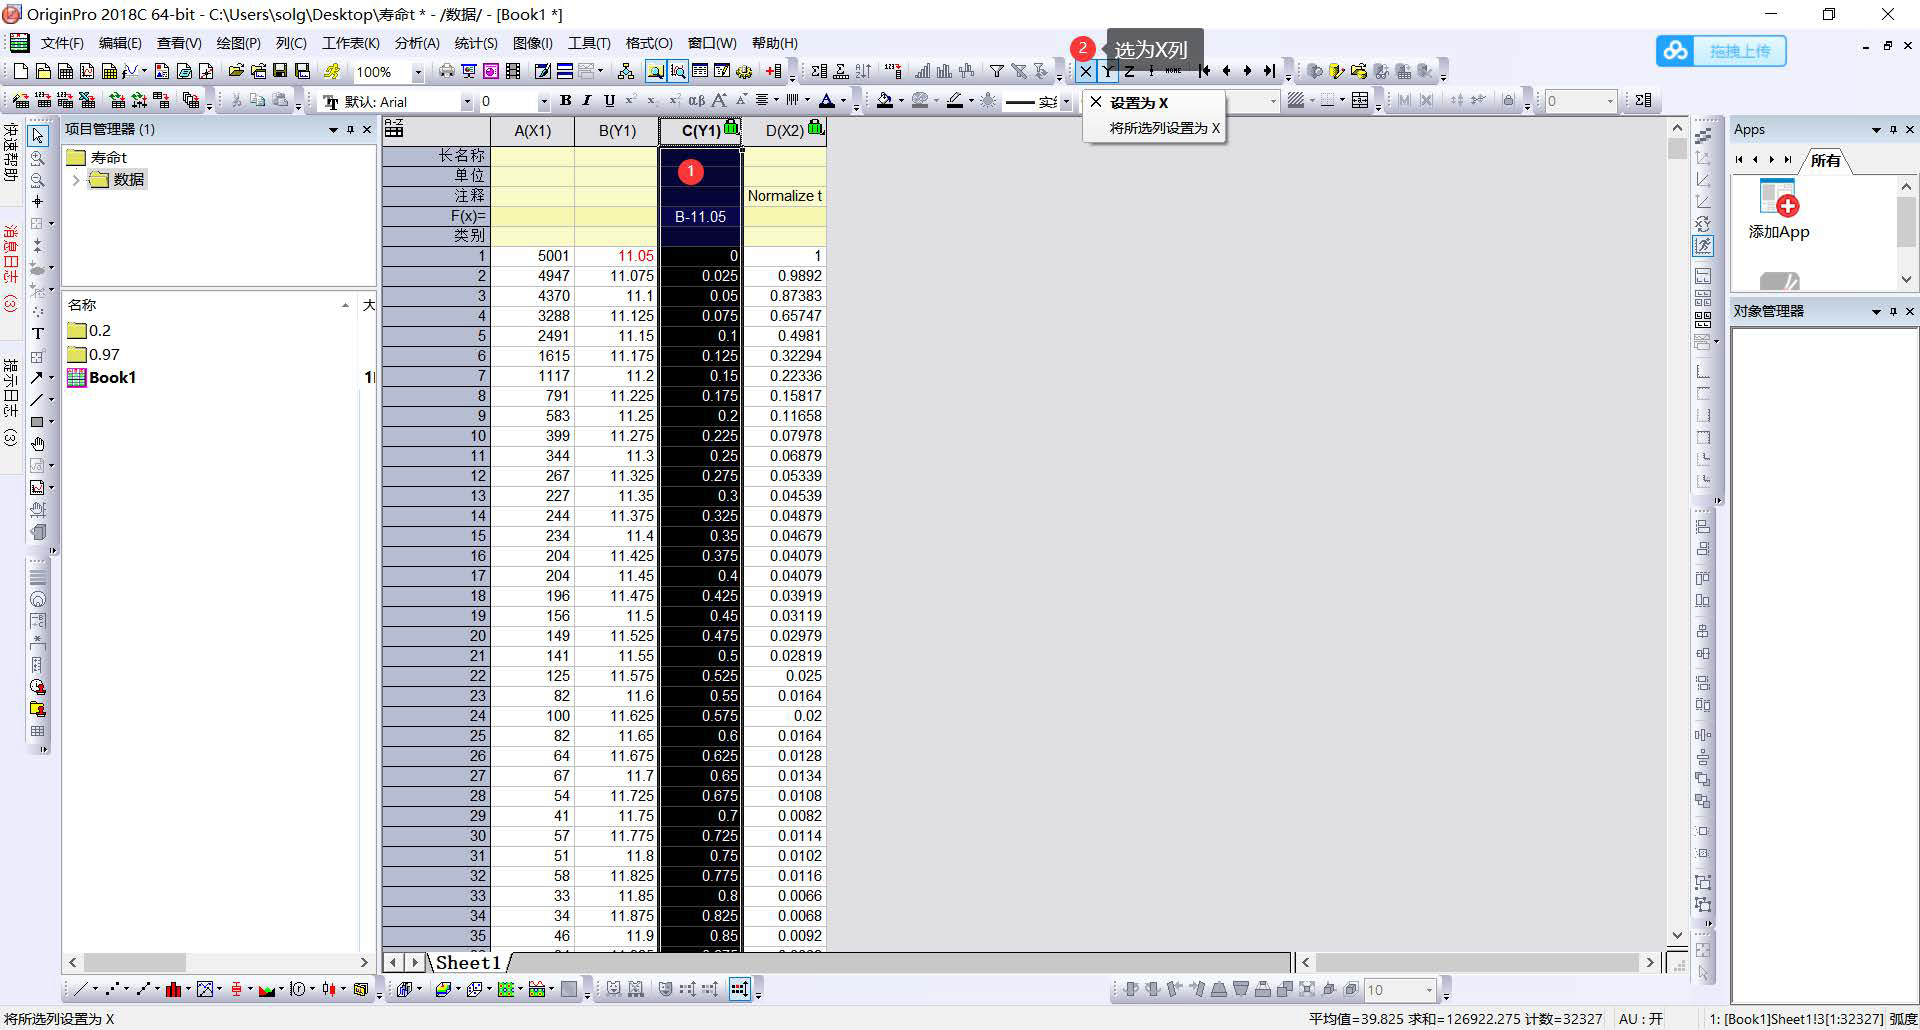 OriginPro 2018C 64-bit - C:\Users\solg\Desktop\寿命t * - /数据/ - [Book1 *]
文件(F) 编辑(E) 查看(V) 绘图(P) 列(C) 工作表(K) 分析(A) 统计(S) 图像(I) 工具(T) 格式(O) 窗口(W) 帮助(H)
2 选为X列
拖拽上传
100%
X Y Z
默认: Arial 0 B I U
0
X 设置为 X
将所选列设置为 X
快速帮助
消息日志 (3)
提示日志 (3)
项目管理器 (1)
寿命t
数据
名称 大
0.2
0.97
Book1
A(X1) B(Y1) C(Y1) D(X2)
长名称
1
单位
注释 Normalize t
F(x)= B-11.05
类别
1 5001 11.05 0 1
2 4947 11.075 0.025 0.9892
3 4370 11.1 0.05 0.87383
4 3288 11.125 0.075 0.65747
5 2491 11.15 0.1 0.4981
6 1615 11.175 0.125 0.32294
7 1117 11.2 0.15 0.22336
8 791 11.225 0.175 0.15817
9 583 11.25 0.2 0.11658
10 399 11.275 0.225 0.07978
11 344 11.3 0.25 0.06879
12 267 11.325 0.275 0.05339
13 227 11.35 0.3 0.04539
14 244 11.375 0.325 0.04879
15 234 11.4 0.35 0.04679
16 204 11.425 0.375 0.04079
17 204 11.45 0.4 0.04079
18 196 11.475 0.425 0.03919
19 156 11.5 0.45 0.03119
20 149 11.525 0.475 0.02979
21 141 11.55 0.5 0.02819
22 125 11.575 0.525 0.025
23 82 11.6 0.55 0.0164
24 100 11.625 0.575 0.02
25 82 11.65 0.6 0.0164
26 64 11.675 0.625 0.0128
27 67 11.7 0.65 0.0134
28 54 11.725 0.675 0.0108
29 41 11.75 0.7 0.0082
30 57 11.775 0.725 0.0114
31 51 11.8 0.75 0.0102
32 58 11.825 0.775 0.0116
33 33 11.85 0.8 0.0066
34 34 11.875 0.825 0.0068
35 46 11.9 0.85 0.0092
Sheet1
Apps
所有
添加App
对象管理器
10
将所选列设置为 X
平均值=39.825 求和=126922.275 计数=32327 AU : 开 1: [Book1]Sheet1!3[1:32327] 弧度